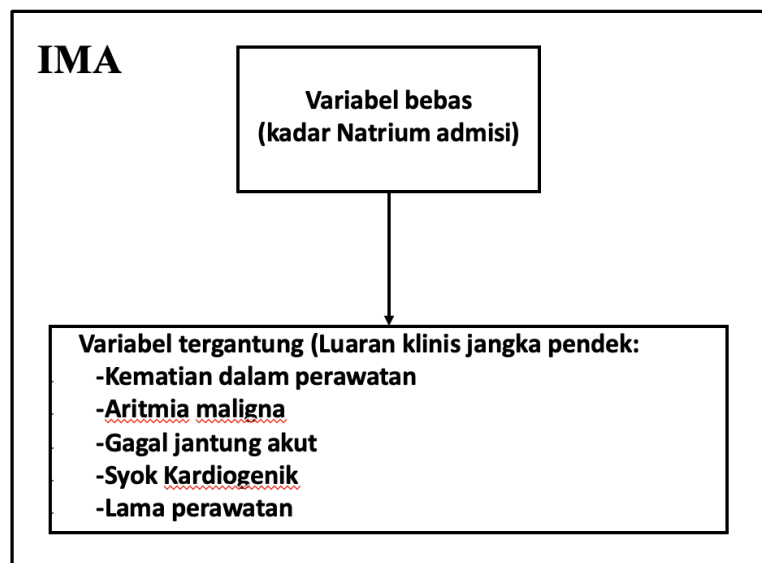 IMA
Variabel bebas
(kadar Natrium admisi)
Variabel tergantung (Luaran klinis jangka pendek:
-Kematian dalam perawatan
-Aritmia maligna
-Gagal jantung akut
-Syok Kardiogenik
-Lama perawatan